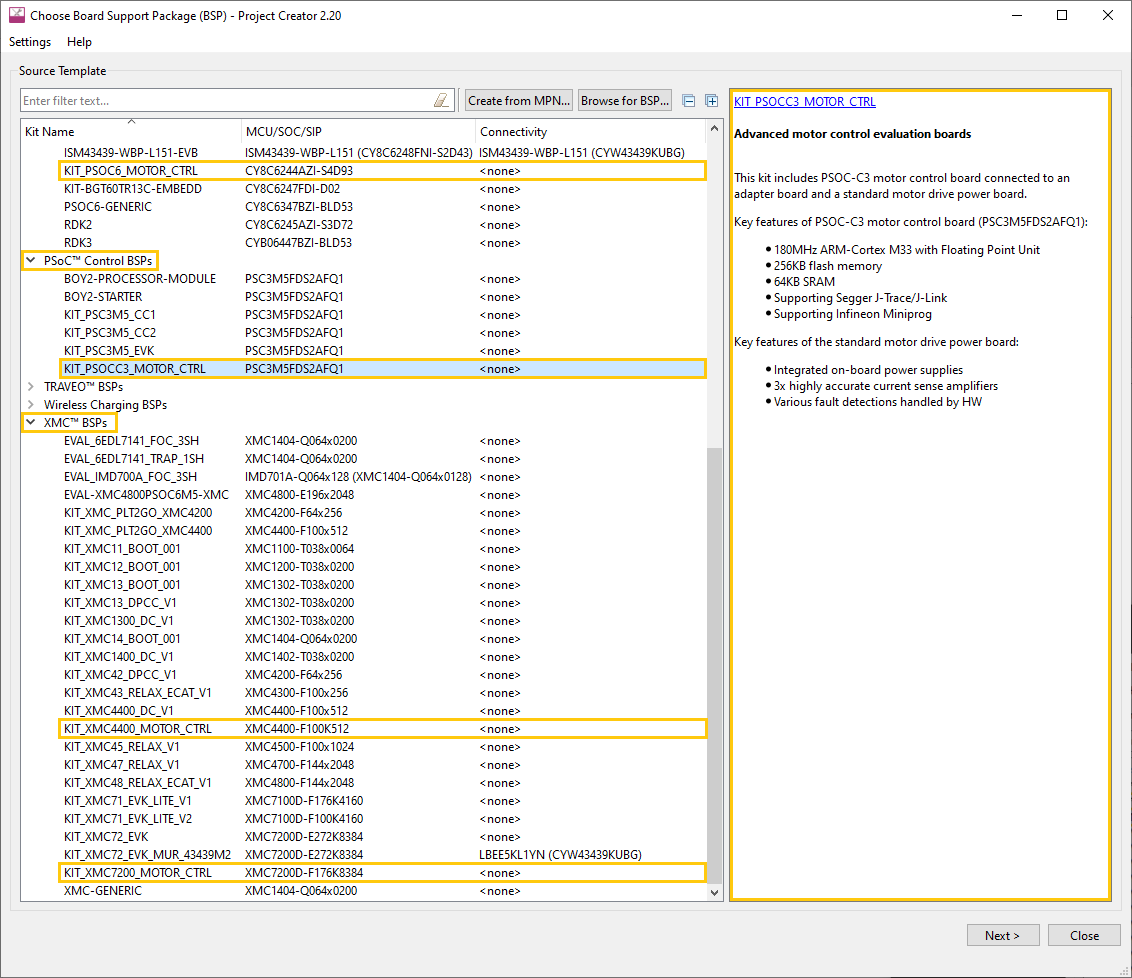 Choose Board Support Package (BSP) - Project Creator 2.20
Settings Help
Source Template
Enter filter text...
Create from MPN...
Browse for BSP...
Kit Name MCU/SOC/SIP Connectivity
ISM43439-WBP-L151-EVB ISM43439-WBP-L151 (CY8C6248FNI-S2D43) ISM43439-WBP-L151 (CYW43439KUBG)
KIT_PSOC6_MOTOR_CTRL CY8C6244AZI-S4D93 <none>
KIT-BGT60TR13C-EMBEDD CY8C6247FDI-D02 <none>
PSOC6-GENERIC CY8C6347BZI-BLD53 <none>
RDK2 CY8C6245AZI-S3D72 <none>
RDK3 CYB06447BZI-BLD53 <none>
PSoC™ Control BSPs
BOY2-PROCESSOR-MODULE PSC3M5FDS2AFQ1 <none>
BOY2-STARTER PSC3M5FDS2AFQ1 <none>
KIT_PSC3M5_CC1 PSC3M5FDS2AFQ1 <none>
KIT_PSC3M5_CC2 PSC3M5FDS2AFQ1 <none>
KIT_PSC3M5_EVK PSC3M5FDS2AFQ1 <none>
KIT_PSOCC3_MOTOR_CTRL PSC3M5FDS2AFQ1 <none>
TRAVEO™ BSPs
Wireless Charging BSPs
XMC™ BSPs
EVAL_6EDL7141_FOC_3SH XMC1404-Q064x0200 <none>
EVAL_6EDL7141_TRAP_1SH XMC1404-Q064x0200 <none>
EVAL_IMD700A_FOC_3SH IMD701A-Q064x128 (XMC1404-Q064x0128) <none>
EVAL-XMC4800PSOC6M5-XMC XMC4800-E196x2048 <none>
KIT_XMC_PLT2GO_XMC4200 XMC4200-F64x256 <none>
KIT_XMC_PLT2GO_XMC4400 XMC4400-F100x512 <none>
KIT_XMC11_BOOT_001 XMC1100-T038x0064 <none>
KIT_XMC12_BOOT_001 XMC1200-T038x0200 <none>
KIT_XMC13_BOOT_001 XMC1302-T038x0200 <none>
KIT_XMC13_DPCC_V1 XMC1302-T038x0200 <none>
KIT_XMC1300_DC_V1 XMC1302-T038x0200 <none>
KIT_XMC14_BOOT_001 XMC1404-Q064x0200 <none>
KIT_XMC1400_DC_V1 XMC1402-T038x0200 <none>
KIT_XMC42_DPCC_V1 XMC4200-F64x256 <none>
KIT_XMC43_RELAX_ECAT_V1 XMC4300-F100x256 <none>
KIT_XMC4400_DC_V1 XMC4400-F100x512 <none>
KIT_XMC4400_MOTOR_CTRL XMC4400-F100K512 <none>
KIT_XMC45_RELAX_V1 XMC4500-F100x1024 <none>
KIT_XMC47_RELAX_V1 XMC4700-F144x2048 <none>
KIT_XMC48_RELAX_ECAT_V1 XMC4800-F144x2048 <none>
KIT_XMC71_EVK_LITE_V1 XMC7100D-F176K4160 <none>
KIT_XMC71_EVK_LITE_V2 XMC7100D-F100K4160 <none>
KIT_XMC72_EVK XMC7200D-E272K8384 <none>
KIT_XMC72_EVK_MUR_43439M2 XMC7200D-E272K8384 LBEE5KL1YN (CYW43439KUBG)
KIT_XMC7200_MOTOR_CTRL XMC7200D-F176K8384 <none>
XMC-GENERIC XMC1404-Q064x0200 <none>
KIT_PSOCC3_MOTOR_CTRL
Advanced motor control evaluation boards
This kit includes PSOC-C3 motor control board connected to an
adapter board and a standard motor drive power board.
Key features of PSOC-C3 motor control board (PSC3M5FDS2AFQ1):
• 180MHz ARM-Cortex M33 with Floating Point Unit
• 256KB flash memory
• 64KB SRAM
• Supporting Segger J-Trace/J-Link
• Supporting Infineon Miniprog
Key features of the standard motor drive power board:
• Integrated on-board power supplies
• 3x highly accurate current sense amplifiers
• Various fault detections handled by HW
Next >
Close